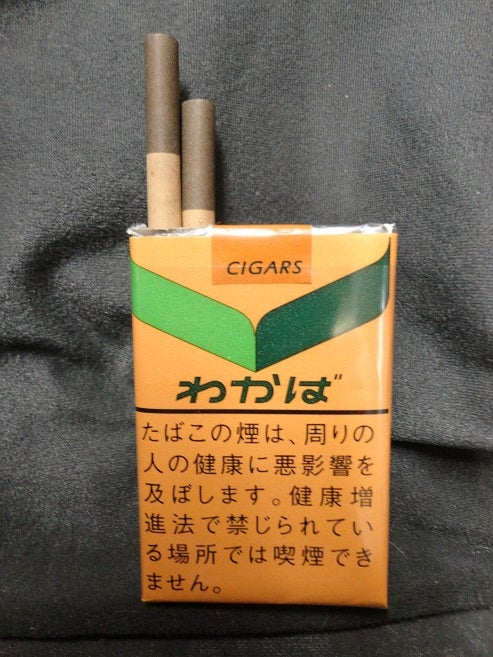 CIGARS
わかば"
たばこの煙は、周りの
人の健康に悪影響を
及ぼします。健康増
進法で禁じられてい
る場所では喫煙でき
ません。